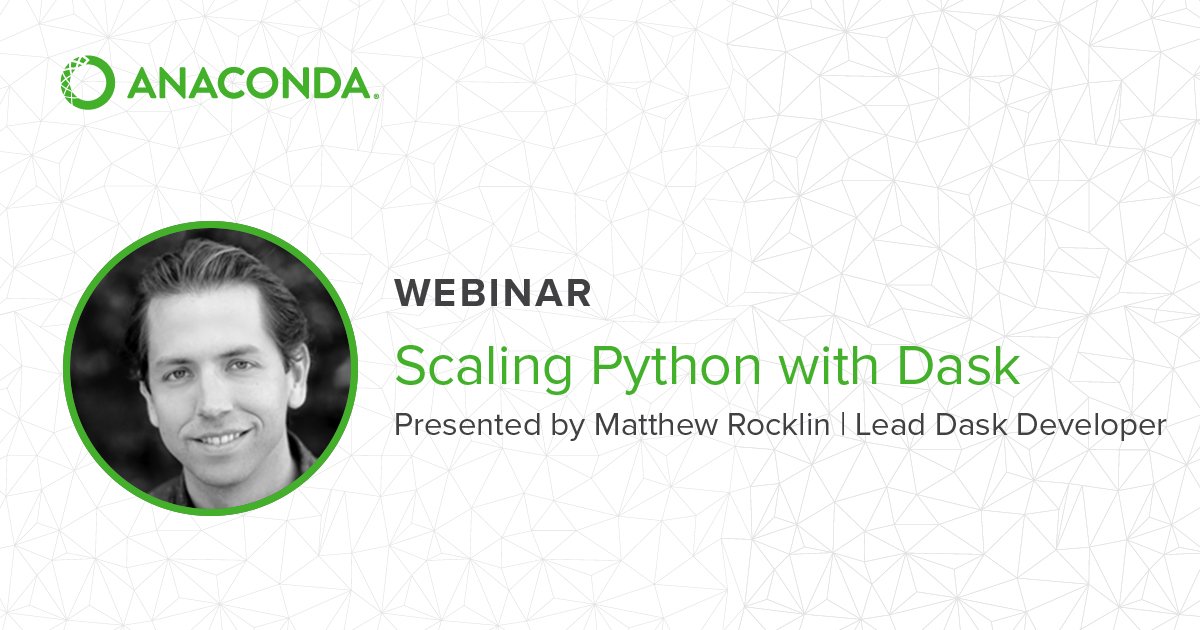 ANACONDA®
WEBINAR
Scaling Python with Dask
Presented by Matthew Rocklin | Lead Dask Developer